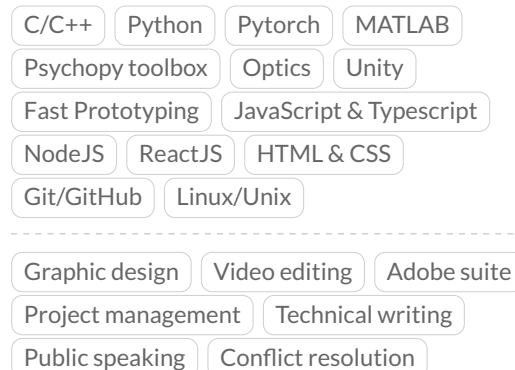 C/C++ Python Pytorch MATLAB
Psychopy toolbox Optics Unity
Fast Prototyping JavaScript & Typescript
NodeJS ReactJS HTML & CSS
Git/GitHub Linux/Unix
Graphic design Video editing Adobe suite
Project management Technical writing
Public speaking Conflict resolution